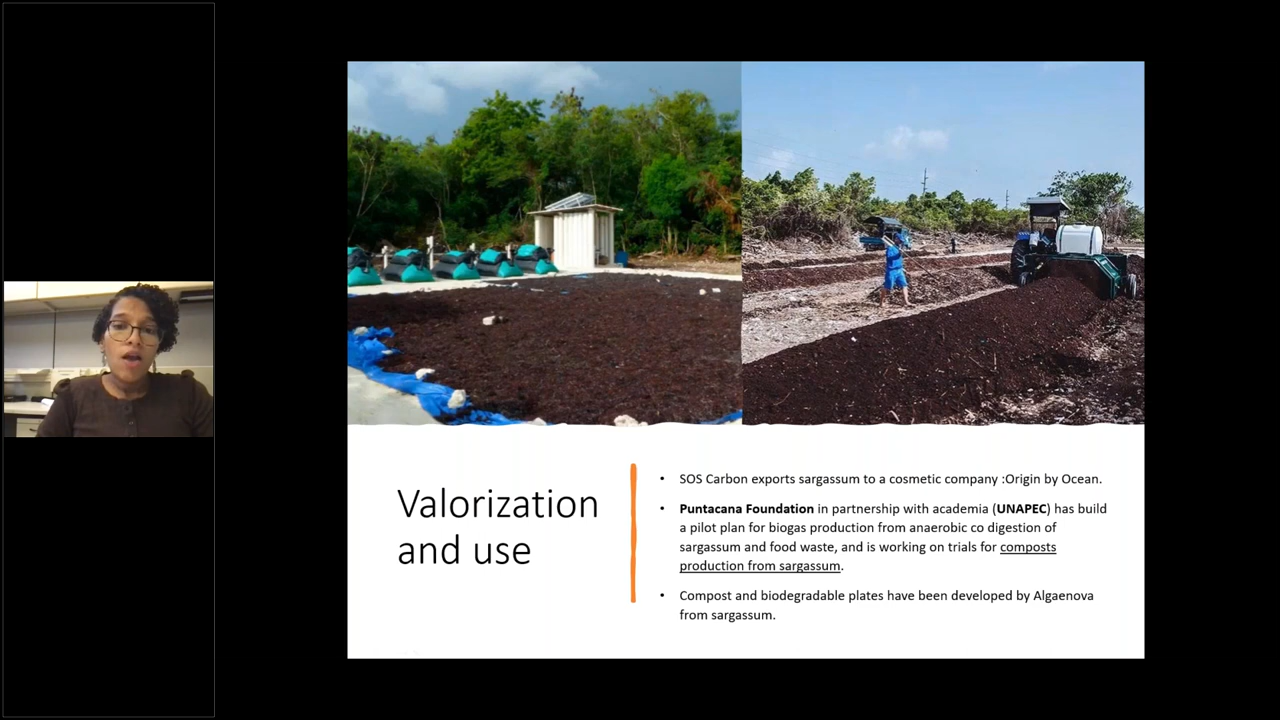 Valorization
and use
• SOS Carbon exports sargassum to a cosmetic company :Origin by Ocean.
• Puntacana Foundation in partnership with academia (UNAPEC) has build
a pilot plan for biogas production from anaerobic co digestion of
sargassum and food waste, and is working on trials for composts
production from sargassum.
• Compost and biodegradable plates have been developed by Algaenova
from sargassum.